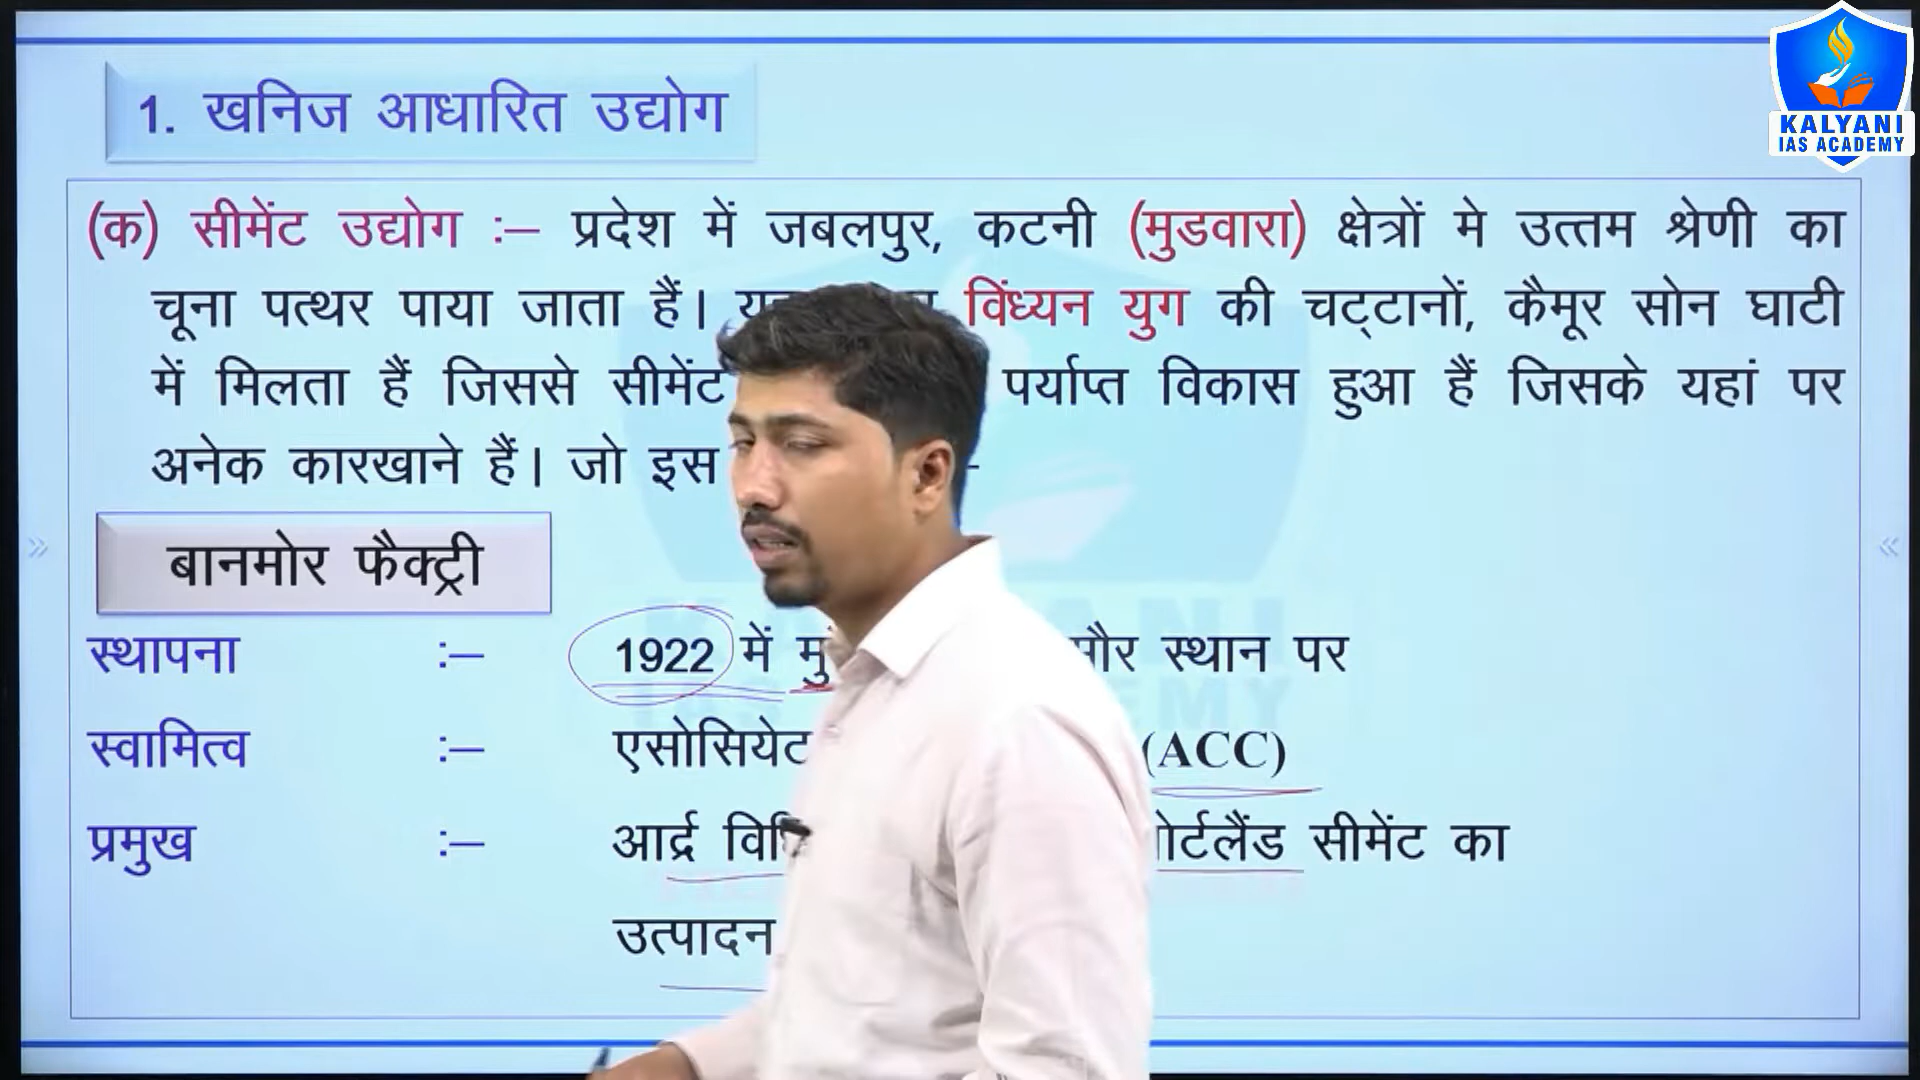 KALYANI
IAS ACADEMY
1. खनिज आधारित उद्योग
(क) सीमेंट उद्योग :– प्रदेश में जबलपुर, कटनी (मुडवारा) क्षेत्रों मे उत्तम श्रेणी का
चूना पत्थर पाया जाता हैं। विंध्यन युग की चट्टानों, कैमूर सोन घाटी
में मिलता हैं जिससे सीमेंट पर्याप्त विकास हुआ हैं जिसके यहां पर
अनेक कारखाने हैं। जो इस
बानमोर फैक्ट्री
स्थापना :– 1922 में स्थान पर
स्वामित्व :– (ACC)
प्रमुख :– आर्द्र सीमेंट का
उत्पादन